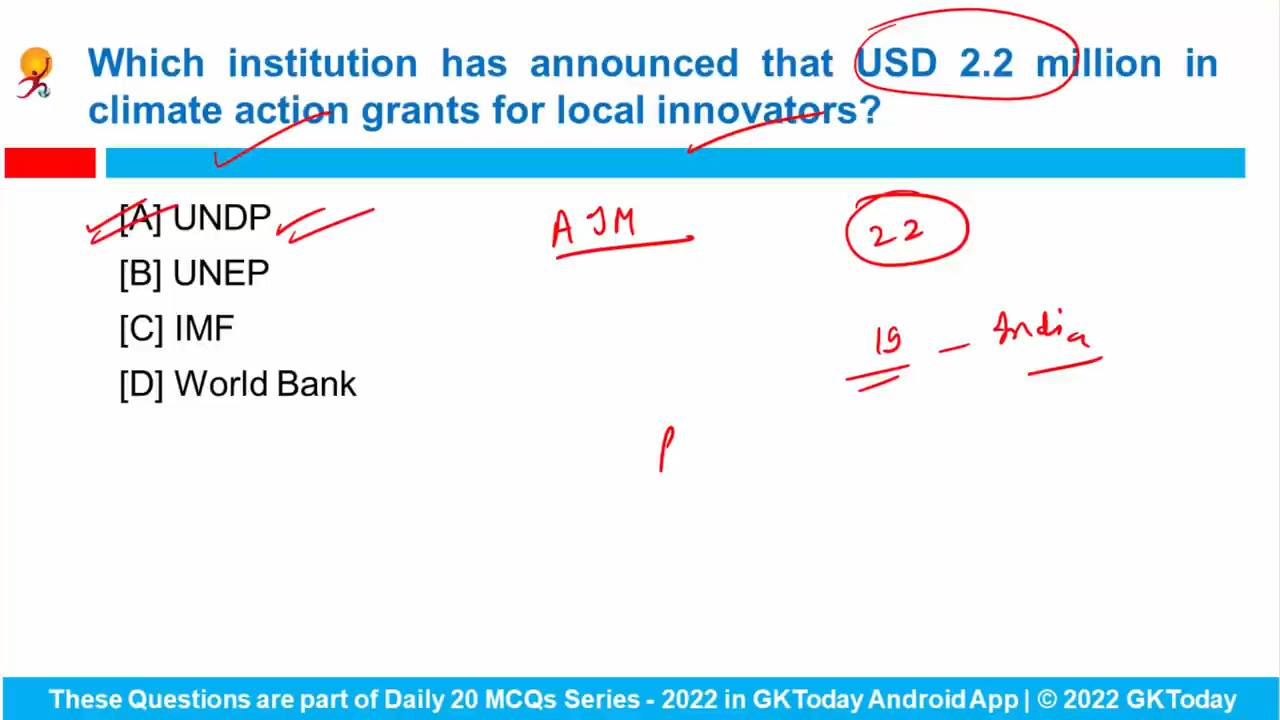 Which institution has announced that USD 2.2 million in
climate action grants for local innovators?
[A] UNDP
AJM
22
[B] UNEP
[C] IMF
19 – India
[D] World Bank
These Questions are part of Daily 20 MCQs Series - 2022 in GKToday Android App | © 2022 GKToday